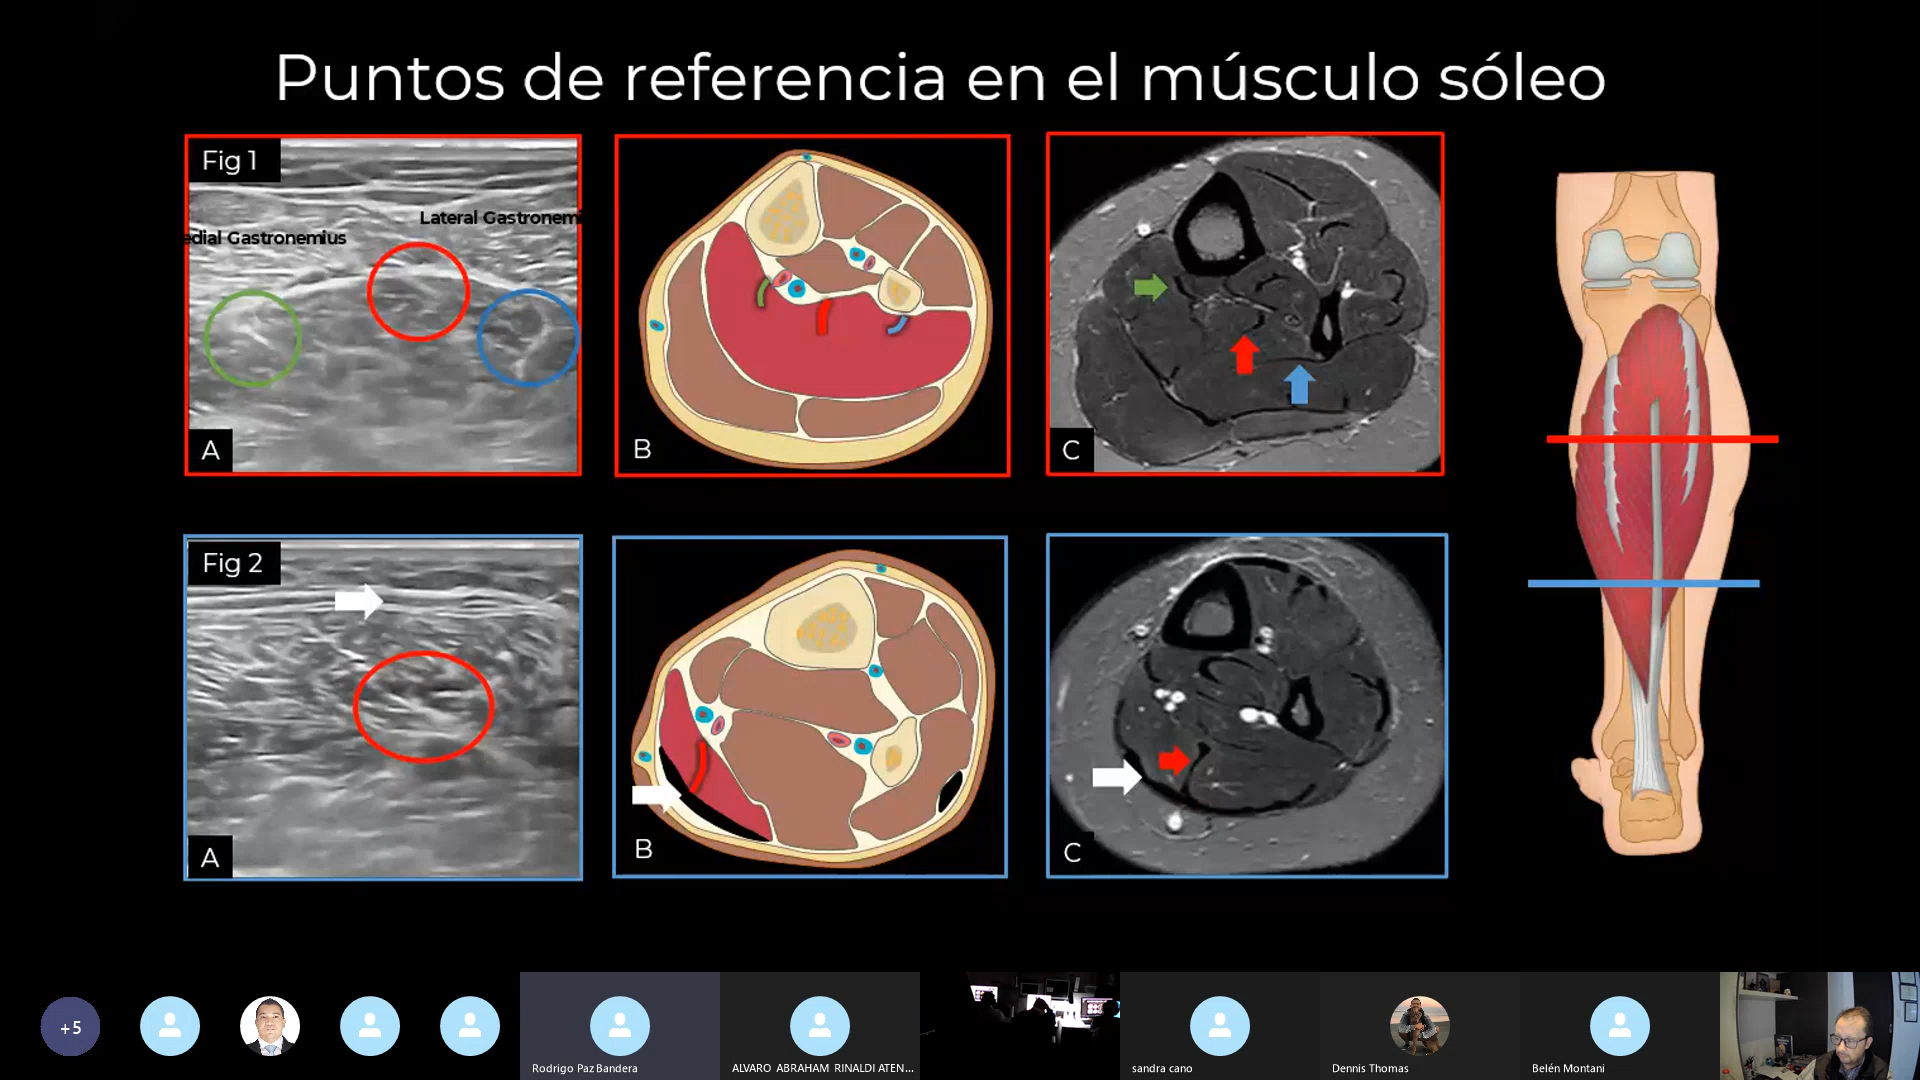 Puntos de referencia en el músculo sóleo
Fig 1
Lateral Gastronemi
edial Gastronemius
A
B
C
Fig 2
A
B
C
+5
Rodrigo Paz Bandera
ALVARO ABRAHAM RINALDI ATEN...
sandra cano
Dennis Thomas
Belén Montani